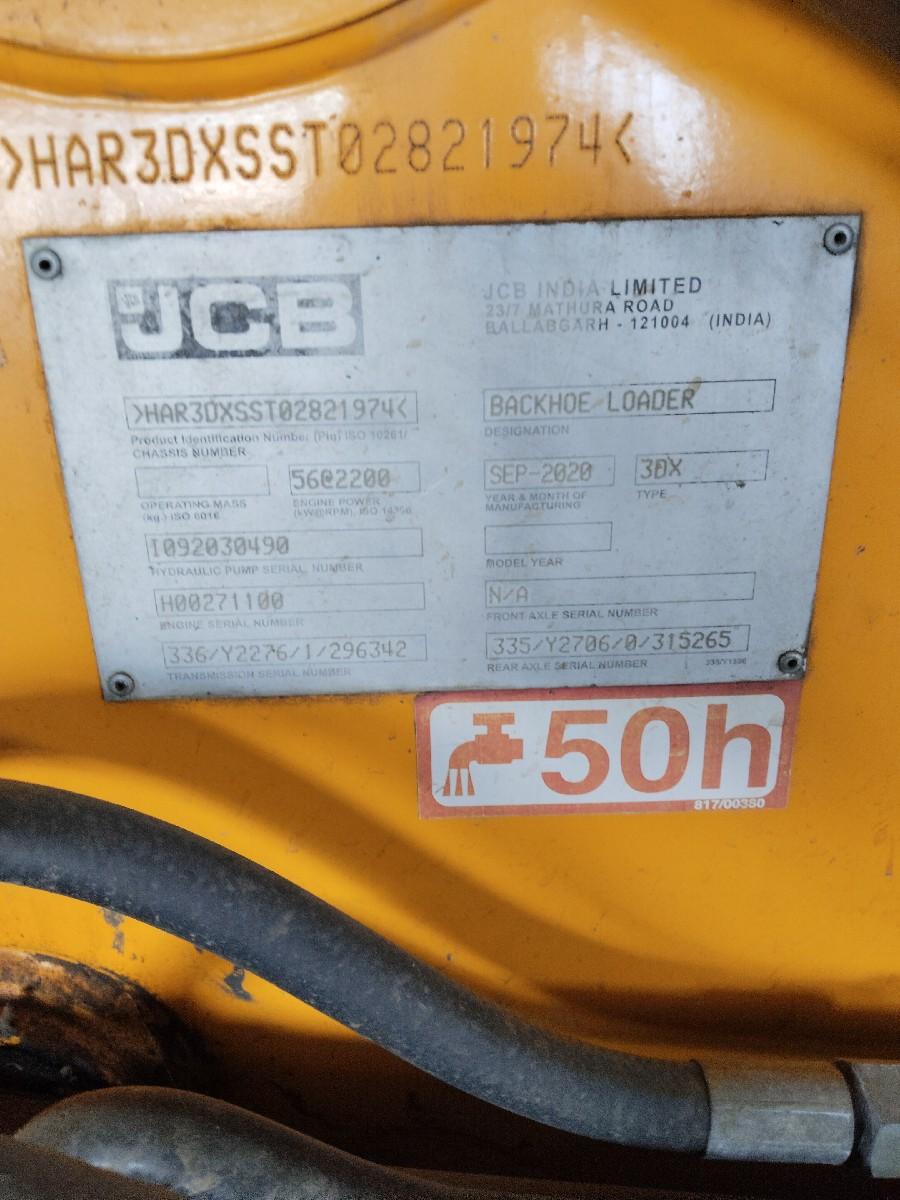 >HAR3DXSST02821974<
JCB
JCB INDIA LIMITED
23/7 MATHURA ROAD
BALLABGARH - 121004 (INDIA)
>HAR3DXSST02821974<
Product Identification Number (Pin) ISO 10261/
CHASSIS NUMBER
BACKHOE LOADER
DESIGNATION
56@2200
OPERATING MASS
(kg.) ISO 6016
ENGINE POWER
(kW@RPM), ISO 14396
SEP-2020
YEAR & MONTH OF
MANUFACTURING
3DX
TYPE
I092030490
HYDRAULIC PUMP SERIAL NUMBER
MODEL YEAR
H00271100
ENGINE SERIAL NUMBER
N/A
FRONT AXLE SERIAL NUMBER
336/Y2276/1/296342
TRANSMISSION SERIAL NUMBER
335/Y2706/0/315265
REAR AXLE SERIAL NUMBER
50h
817/00380